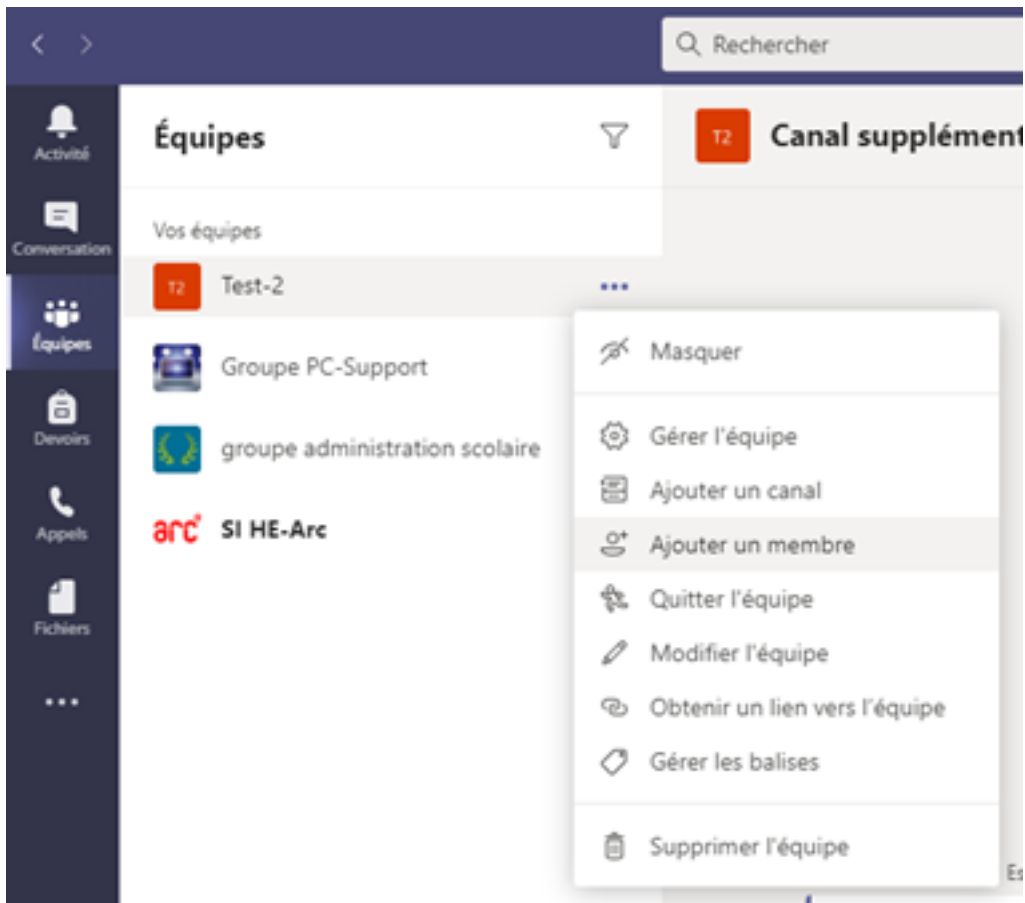 Rechercher
Activité
Conversation
Équipes
Devoirs
Appels
Fichiers
Équipes
Vos équipes
T2 Test-2
Groupe PC-Support
groupe administration scolaire
arc SI HE-Arc
T2 Canal supplément
Masquer
Gérer l'équipe
Ajouter un canal
Ajouter un membre
Quitter l'équipe
Modifier l'équipe
Obtenir un lien vers l'équipe
Gérer les balises
Supprimer l'équipe
Es